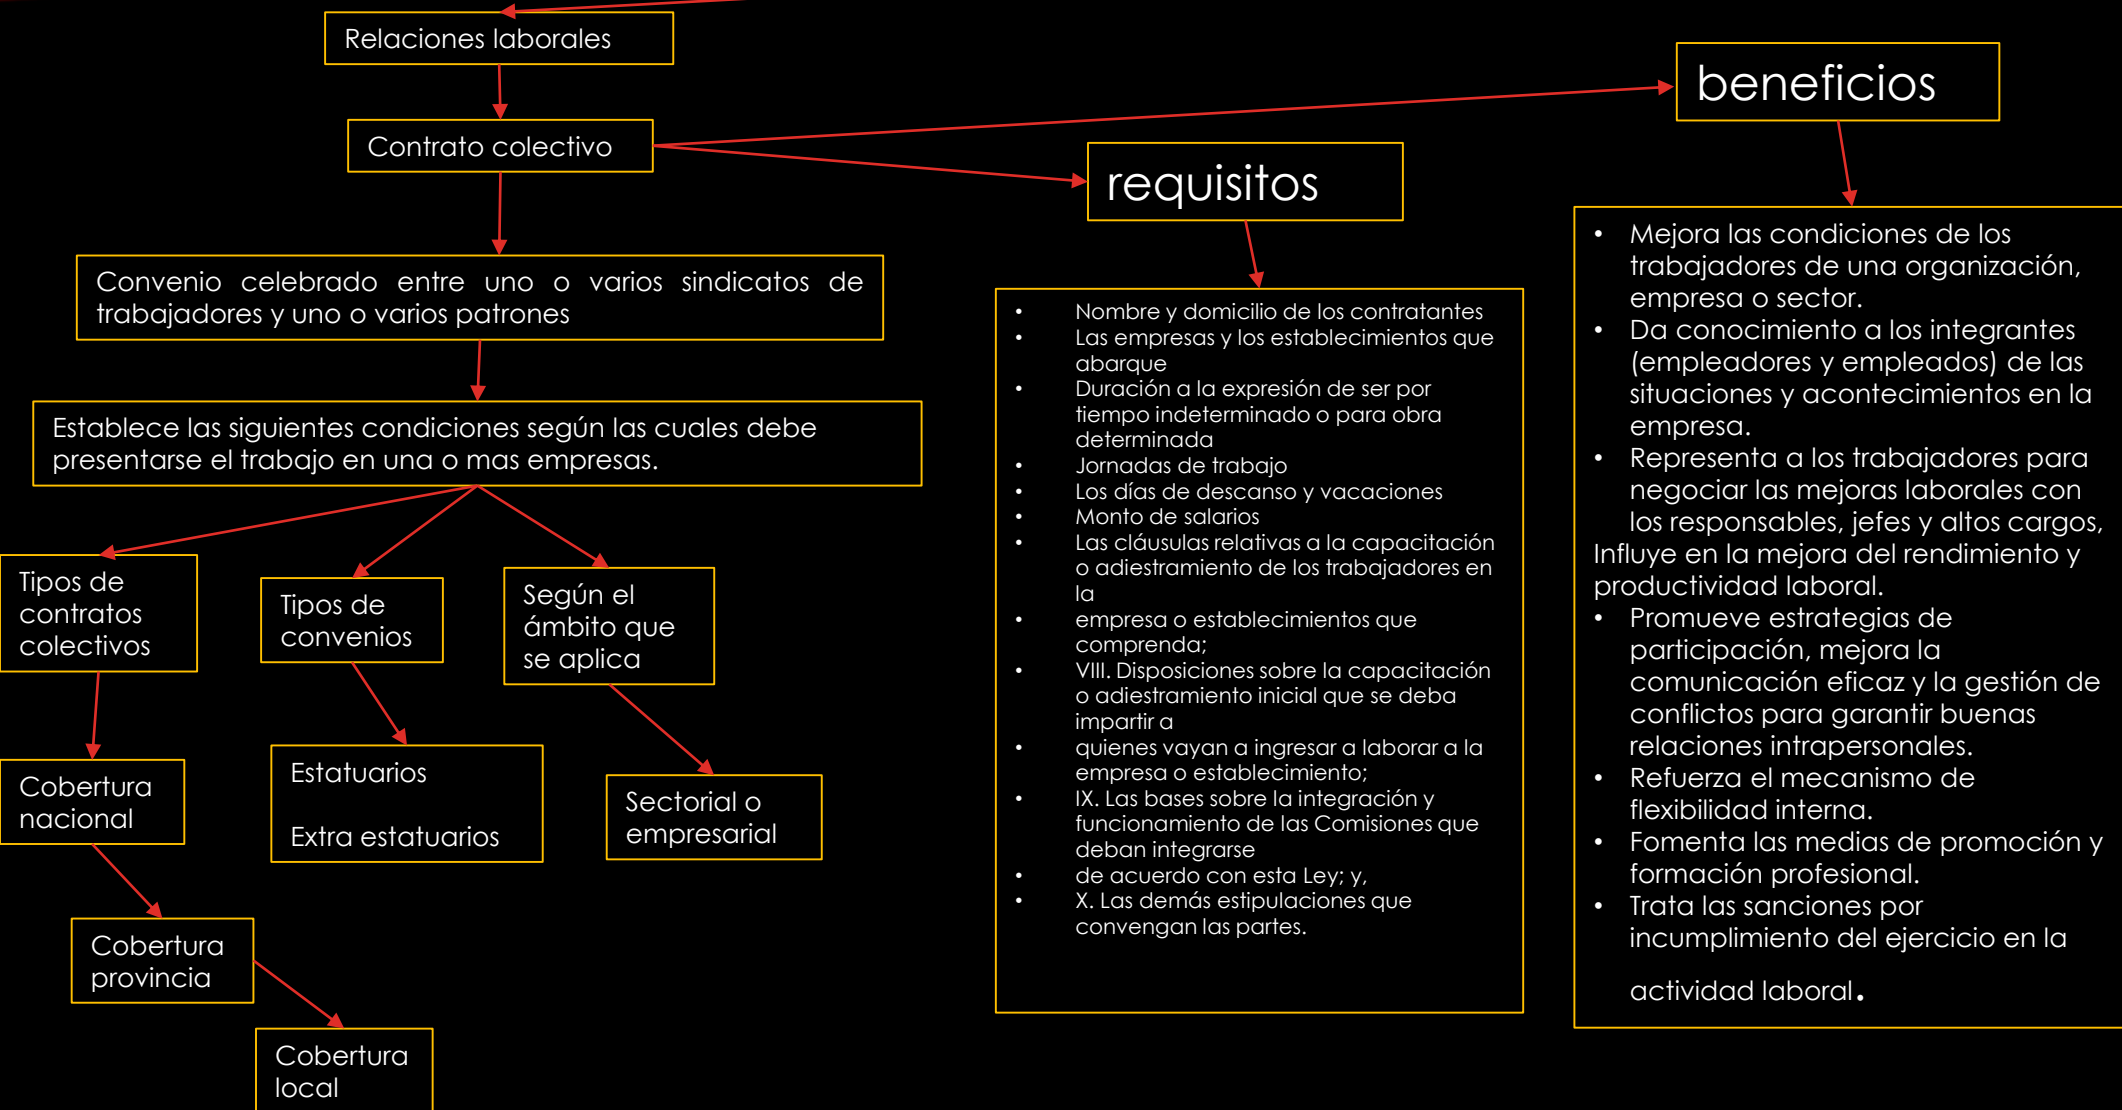 Relaciones laborales
Contrato colectivo
Convenio celebrado entre uno o varios sindicatos de
trabajadores y uno o varios patrones
Establece las siguientes condiciones según las cuales debe
presentarse el trabajo en una o mas empresas.
Tipos de
contratos
colectivos
Cobertura
nacional
Cobertura
provincia
Cobertura
local
Tipos de
convenios
Estatuarios
Extra estatuarios
Según el
ámbito que
se aplica
Sectorial o
empresarial
requisitos
• Nombre y domicilio de los contratantes
• Las empresas y los establecimientos que
abarque
• Duración a la expresión de ser por
tiempo indeterminado o para obra
determinada
• Jornadas de trabajo
• Los días de descanso y vacaciones
• Monto de salarios
• Las cláusulas relativas a la capacitación
o adiestramiento de los trabajadores en
la
• empresa o establecimientos que
comprenda;
• VIII. Disposiciones sobre la capacitación
o adiestramiento inicial que se deba
impartir a
• quienes vayan a ingresar a laborar a la
empresa o establecimiento;
• IX. Las bases sobre la integración y
funcionamiento de las Comisiones que
deban integrarse
• de acuerdo con esta Ley; y,
• X. Las demás estipulaciones que
convengan las partes.
beneficios
• Mejora las condiciones de los
trabajadores de una organización,
empresa o sector.
• Da conocimiento a los integrantes
(empleadores y empleados) de las
situaciones y acontecimientos en la
empresa.
• Representa a los trabajadores para
negociar las mejoras laborales con
los responsables, jefes y altos cargos,
Influye en la mejora del rendimiento y
productividad laboral.
• Promueve estrategias de
participación, mejora la
comunicación eficaz y la gestión de
conflictos para garantir buenas
relaciones intrapersonales.
• Refuerza el mecanismo de
flexibilidad interna.
• Fomenta las medias de promoción y
formación profesional.
• Trata las sanciones por
incumplimiento del ejercicio en la
actividad laboral.